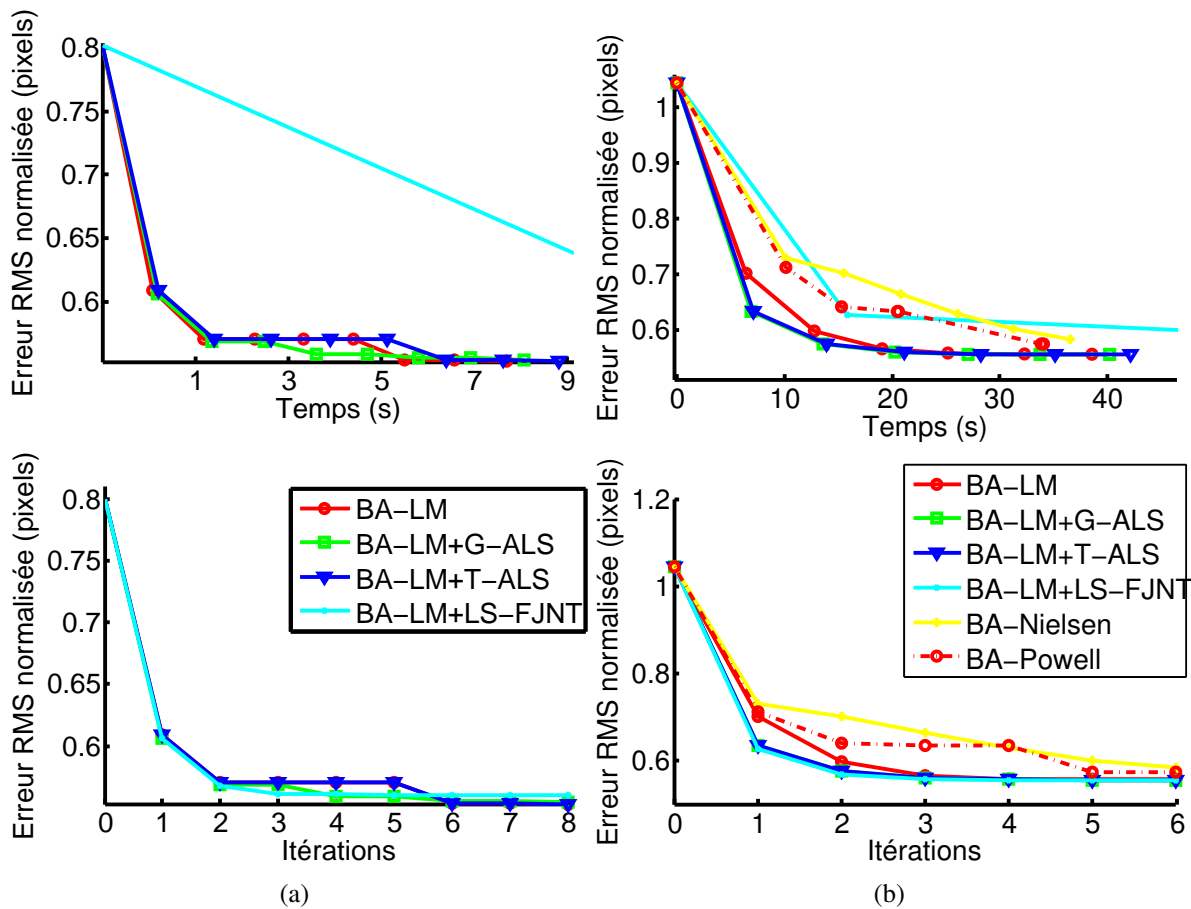 Erreur RMS normalisée (pixels)
0.8
0.75
0.7
0.65
0.6
1 3 5 7 9
Temps (s)
Erreur RMS normalisée (pixels)
1
0.9
0.8
0.7
0.6
0 10 20 30 40
Temps (s)
Erreur RMS normalisée (pixels)
0.8
0.75
0.7
0.65
0.6
0 1 2 3 4 5 6 7 8
Itérations
BA−LM
BA−LM+G−ALS
BA−LM+T−ALS
BA−LM+LS−FJNT
(a)
Erreur RMS normalisée (pixels)
1.2
1
0.8
0.6
0 1 2 3 4 5 6
Itérations
BA−LM
BA−LM+G−ALS
BA−LM+T−ALS
BA−LM+LS−FJNT
BA−Nielsen
BA−Powell
(b)